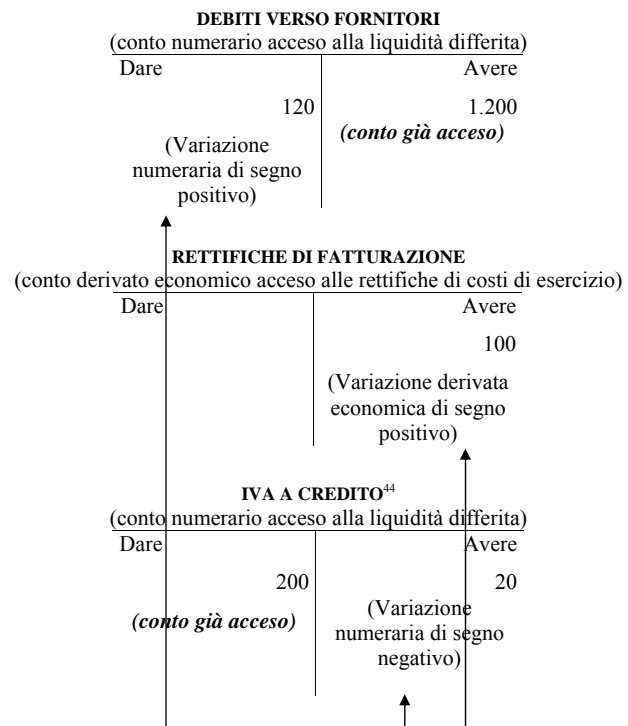 DEBITI VERSO FORNITORI
(conto numerario acceso alla liquidità differita)
Dare Avere
120 1.200
(conto già acceso)
(Variazione
numeraria di segno
positivo)
RETTIFICHE DI FATTURAZIONE
(conto derivato economico acceso alle rettifiche di costi di esercizio)
Dare Avere
100
(Variazione derivata
economica di segno
positivo)
IVA A CREDITO44
(conto numerario acceso alla liquidità differita)
Dare Avere
200 20
(conto già acceso)
(Variazione
numeraria di segno
negativo)